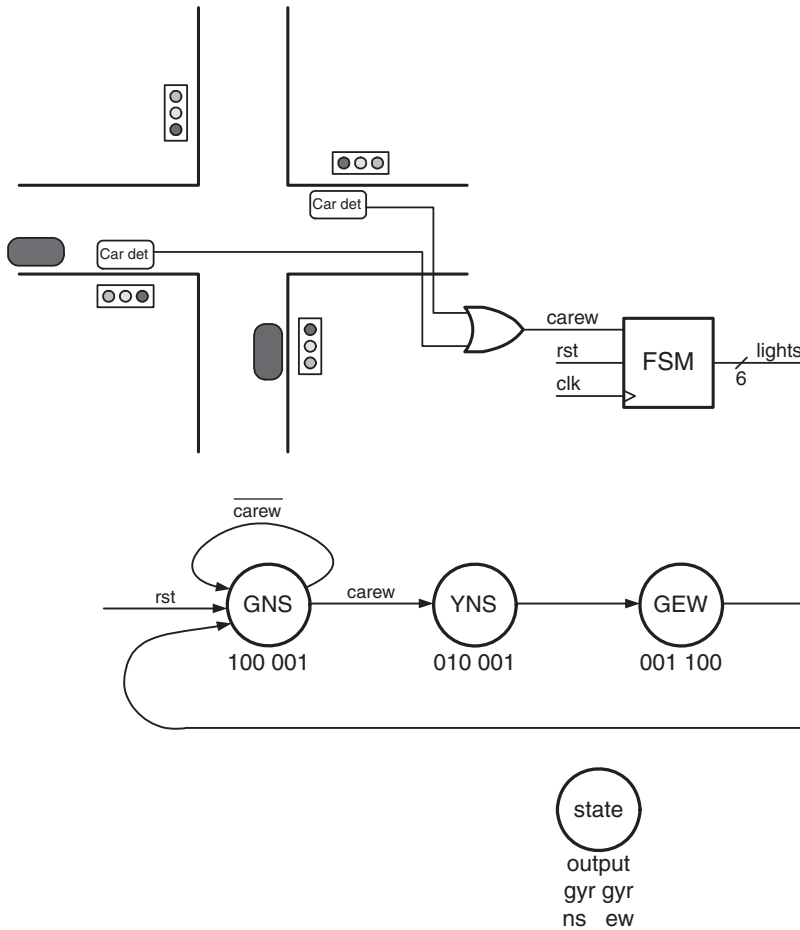 Car det
Car det
carew
rst
FSM
lights
6
clk
carew
rst
GNS
carew
YNS
GEW
100 001
010 001
001 100
state
output
gyr gyr
ns ew